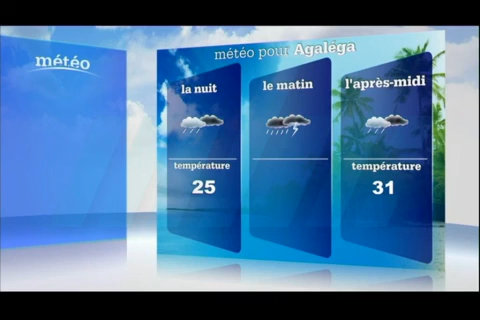 météo
météo pour Agaléga
la nuit
le matin
l'après-midi
température
température
25
31